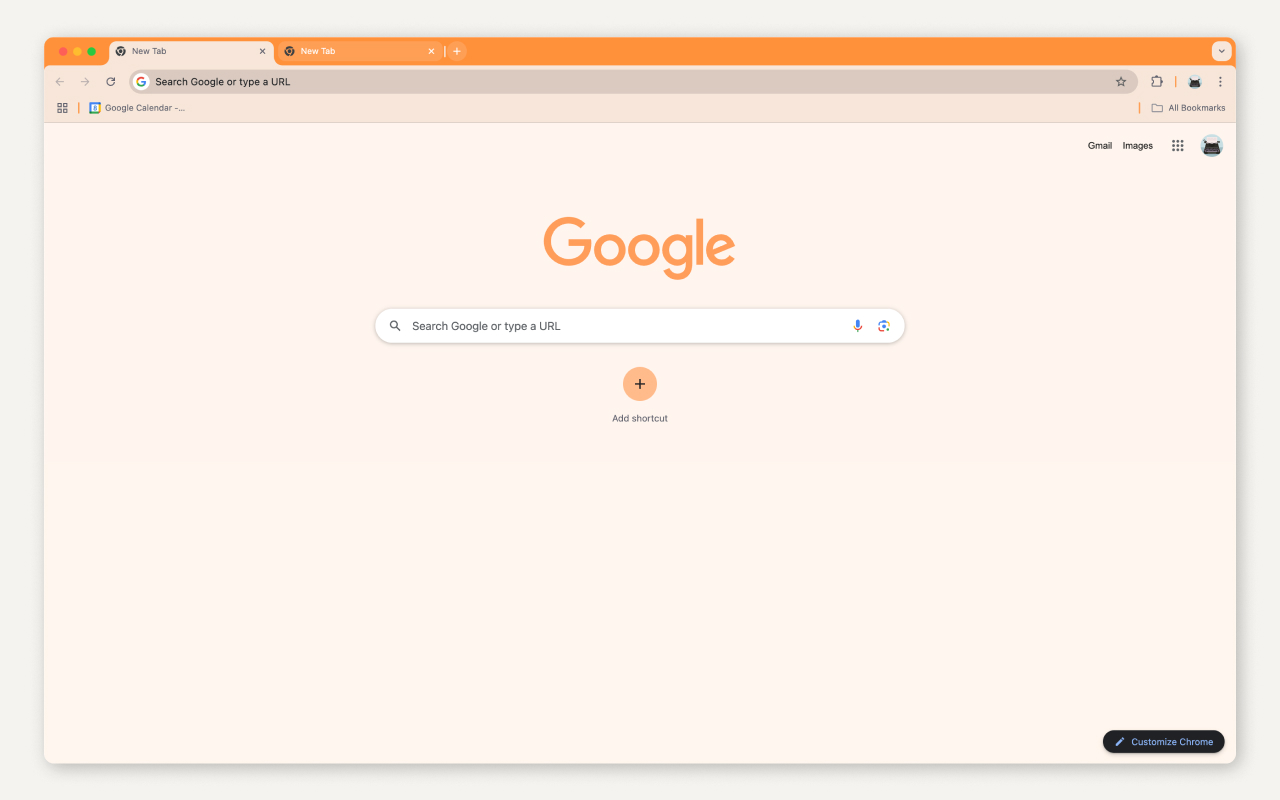 New Tab
New Tab
Search Google or type a URL
Google Calendar -...
All Bookmarks
Gmail
Images
Google
Search Google or type a URL
Add shortcut
Customize Chrome